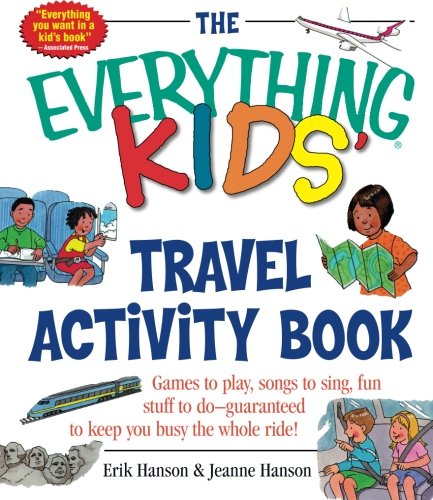 "Everything
you want in a
kid's book"
— Associated Press
THE
EVERYTHING
KIDS'®
TRAVEL
ACTiViTY BOOK
Games to play, songs to sing, fun
stuff to do—guaranteed
to keep you busy the whole ride!
Erik Hanson & Jeanne Hanson